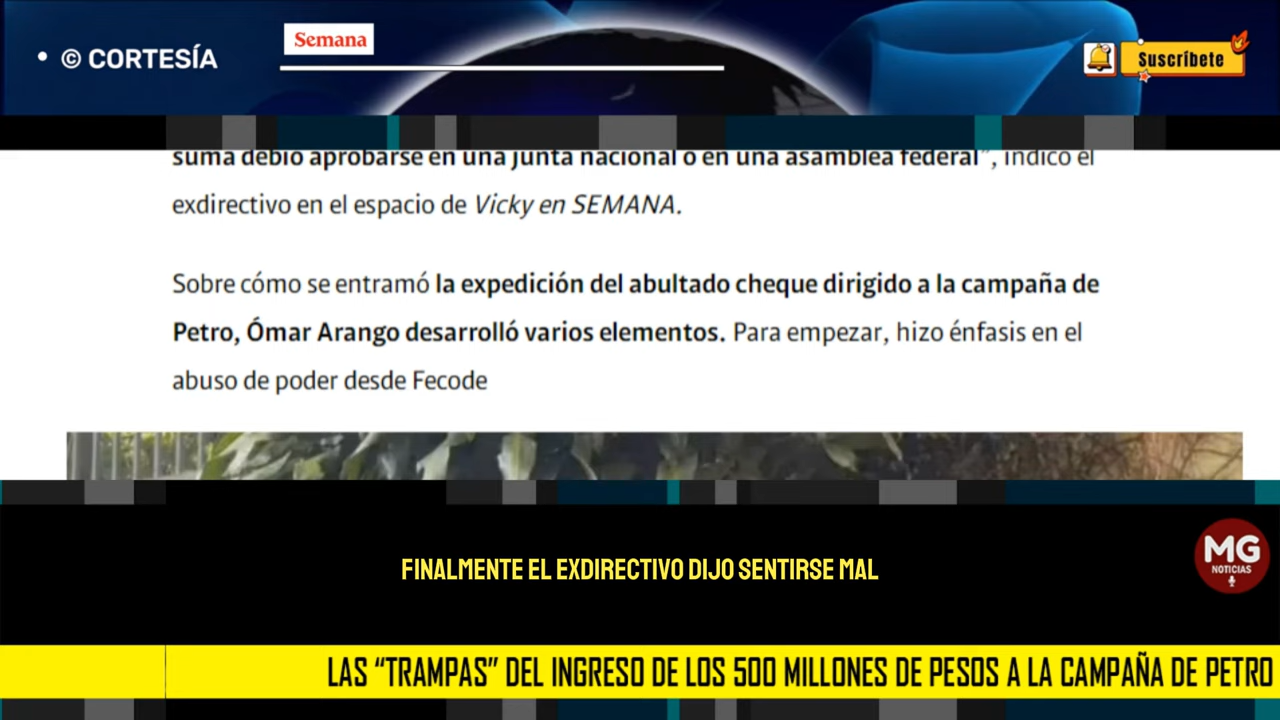 • © CORTESÍA
Semana
Suscríbete
suma debió aprobarse en una junta nacional o en una asamblea federal”, indicó el
exdirectivo en el espacio de Vicky en SEMANA.
Sobre cómo se entramó la expedición del abultado cheque dirigido a la campaña de
Petro, Ómar Arango desarrolló varios elementos. Para empezar, hizo énfasis en el
abuso de poder desde Fecode
FINALMENTE EL EXDIRECTIVO DIJO SENTIRSE MAL
MG
NOTICIAS
LAS “TRAMPAS” DEL INGRESO DE LOS 500 MILLONES DE PESOS A LA CAMPAÑA DE PETRO